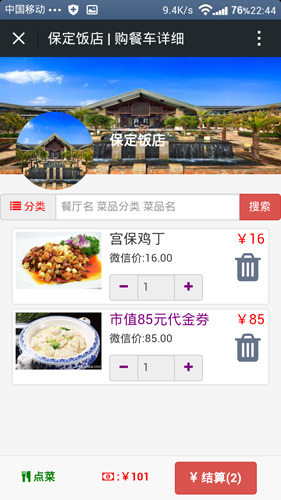 中国移动
9.4K/s 76% 22:44
保定饭店 | 购餐车详细
保定饭店
分类 餐厅名 菜品分类 菜品名 搜索
宫保鸡丁 ￥16
微信价:16.00
1
市值85元代金券 ￥85
微信价:85.00
1
点菜 :￥101 ¥ 结算(2)